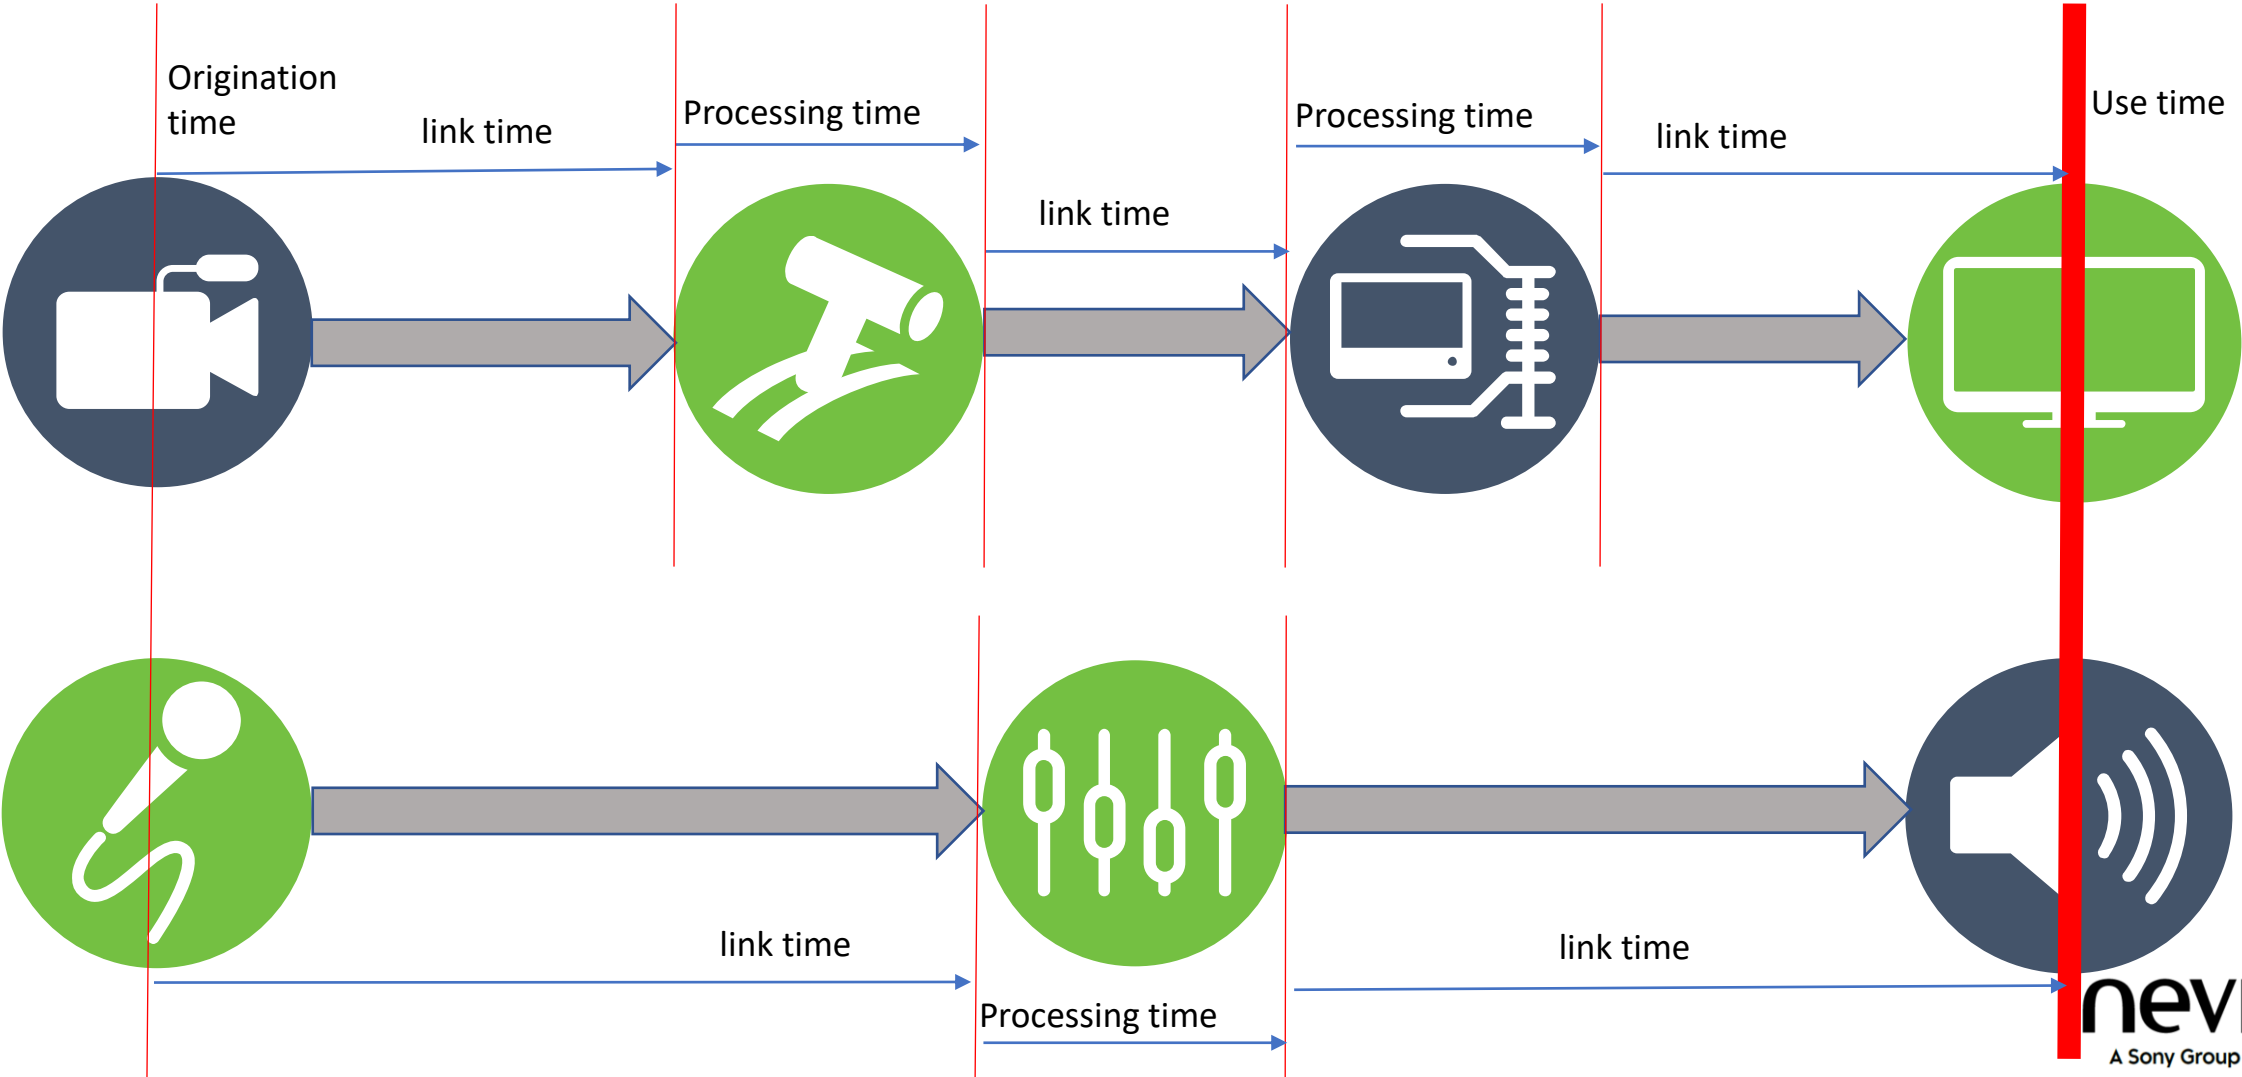 Origination
time
link time
Processing time
link time
Processing time
link time
Use time
link time
Processing time
link time
nev
A Sony Group